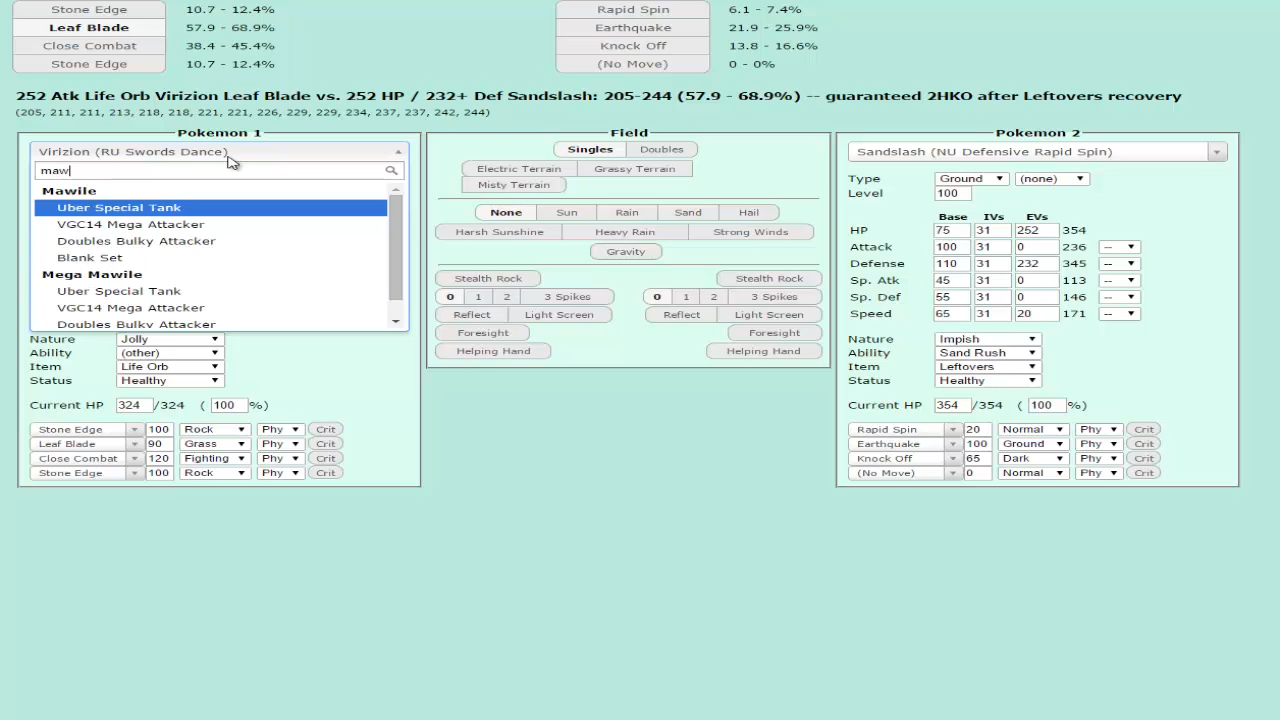 Stone Edge 10.7 - 12.4% Rapid Spin 6.1 - 7.4%
Leaf Blade 57.9 - 68.9% Earthquake 21.9 - 25.9%
Close Combat 38.4 - 45.4% Knock Off 13.8 - 16.6%
Stone Edge 10.7 - 12.4% (No Move) 0 - 0%
252 Atk Life Orb Virizion Leaf Blade vs. 252 HP / 232+ Def Sandslash: 205-244 (57.9 - 68.9%) -- guaranteed 2HKO after Leftovers recovery
(205, 211, 211, 213, 218, 218, 221, 221, 226, 229, 229, 234, 237, 237, 242, 244)
Pokemon 1
Virizion (RU Swords Dance)
maw
Mawile
Uber Special Tank
VGC14 Mega Attacker
Doubles Bulky Attacker
Blank Set
Mega Mawile
Uber Special Tank
VGC14 Mega Attacker
Doubles Bulky Attacker
Nature Jolly
Ability (other)
Item Life Orb
Status Healthy
Current HP 324 /324 ( 100 %)
Stone Edge 100 Rock Phy Crit
Leaf Blade 90 Grass Phy Crit
Close Combat 120 Fighting Phy Crit
Stone Edge 100 Rock Phy Crit
Field
Singles Doubles
Electric Terrain Grassy Terrain
Misty Terrain
None Sun Rain Sand Hail
Harsh Sunshine Heavy Rain Strong Winds
Gravity
Stealth Rock Stealth Rock
0 1 2 3 Spikes 0 1 2 3 Spikes
Reflect Light Screen Reflect Light Screen
Foresight Foresight
Helping Hand Helping Hand
Pokemon 2
Sandslash (NU Defensive Rapid Spin)
Type Ground (none)
Level 100
Base IVs EVs
HP 75 31 252 354
Attack 100 31 0 236 --
Defense 110 31 232 345 --
Sp. Atk 45 31 0 113 --
Sp. Def 55 31 0 146 --
Speed 65 31 20 171 --
Nature Impish
Ability Sand Rush
Item Leftovers
Status Healthy
Current HP 354 /354 ( 100 %)
Rapid Spin 20 Normal Phy Crit
Earthquake 100 Ground Phy Crit
Knock Off 65 Dark Phy Crit
(No Move) 0 Normal Phy Crit